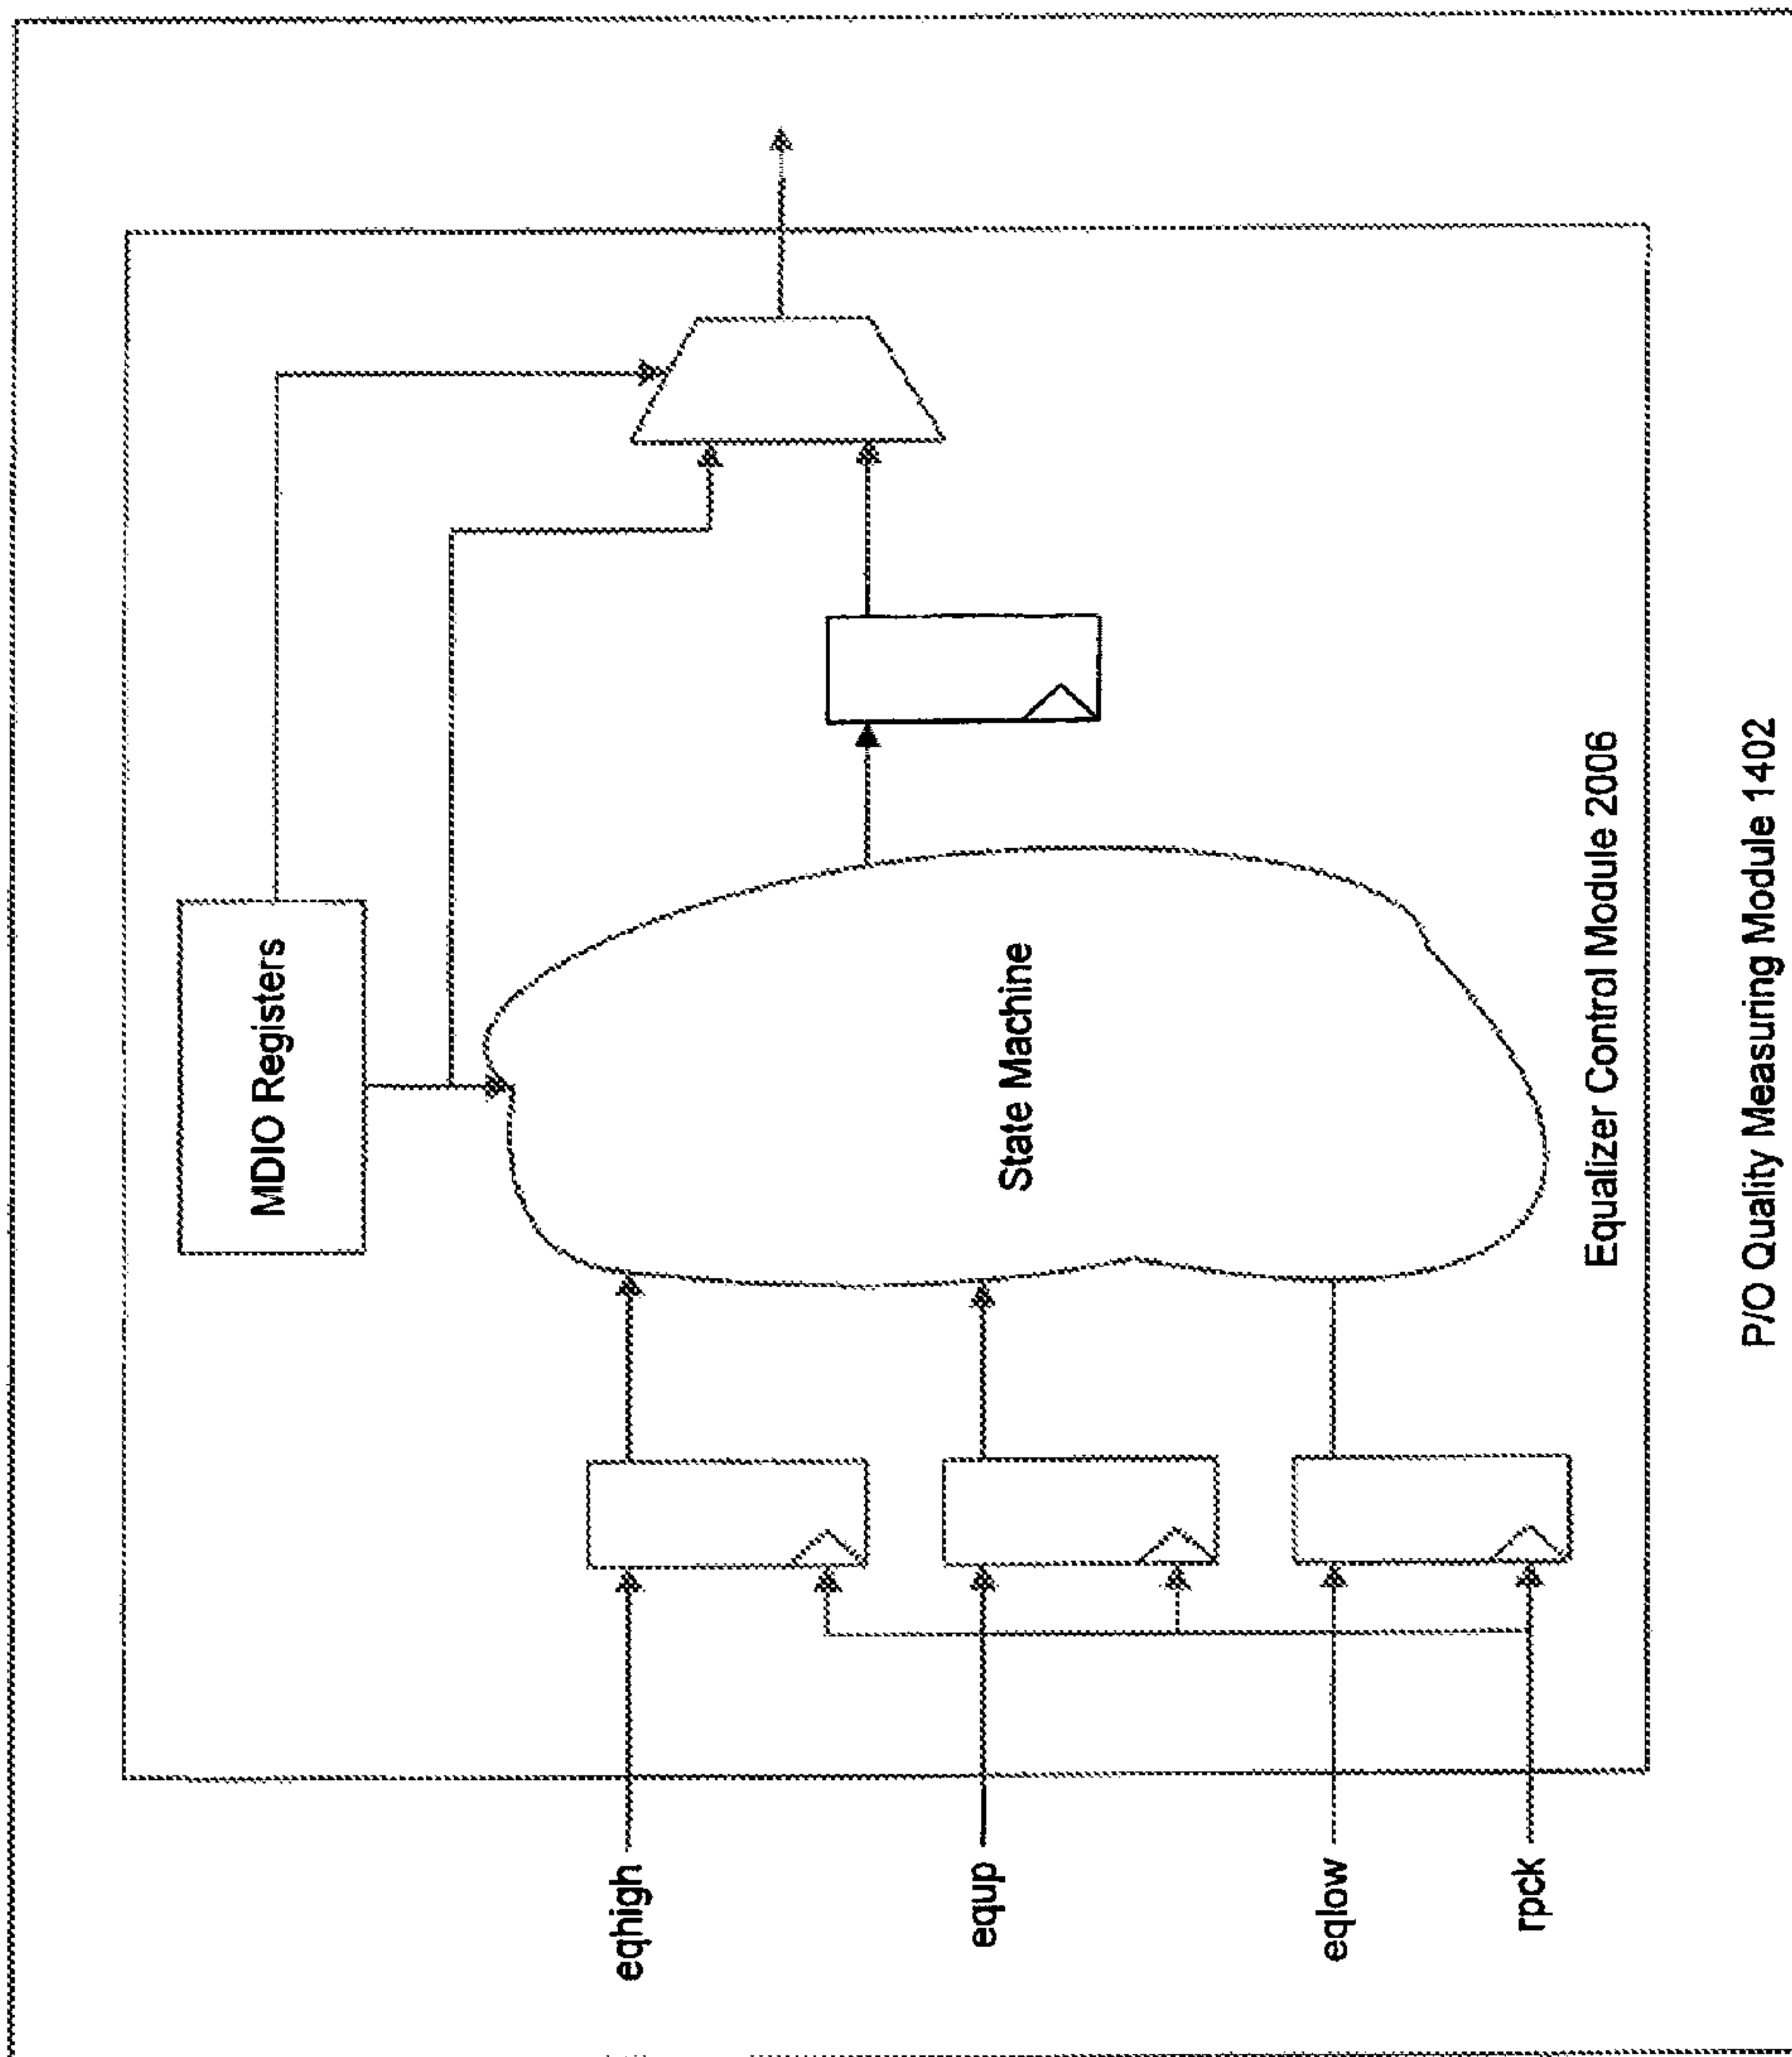 MDIO Registers
State Machine
eqhigh
equp
eqlow
rpck
Equalizer Control Module 2006
P/O Quality Measuring Module 1402